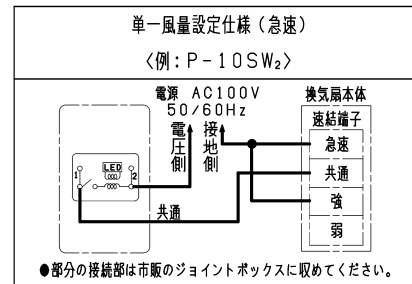 単一風量設定仕様（急速）
〈例：P－10SW₂〉
電源 AC100V
50/60Hz
電圧側
接地側
換気扇本体
速結端子
急速
共通
強
弱
LED
1
2
共通
●部分の接続部は市販のジョイントボックスに収めてください。